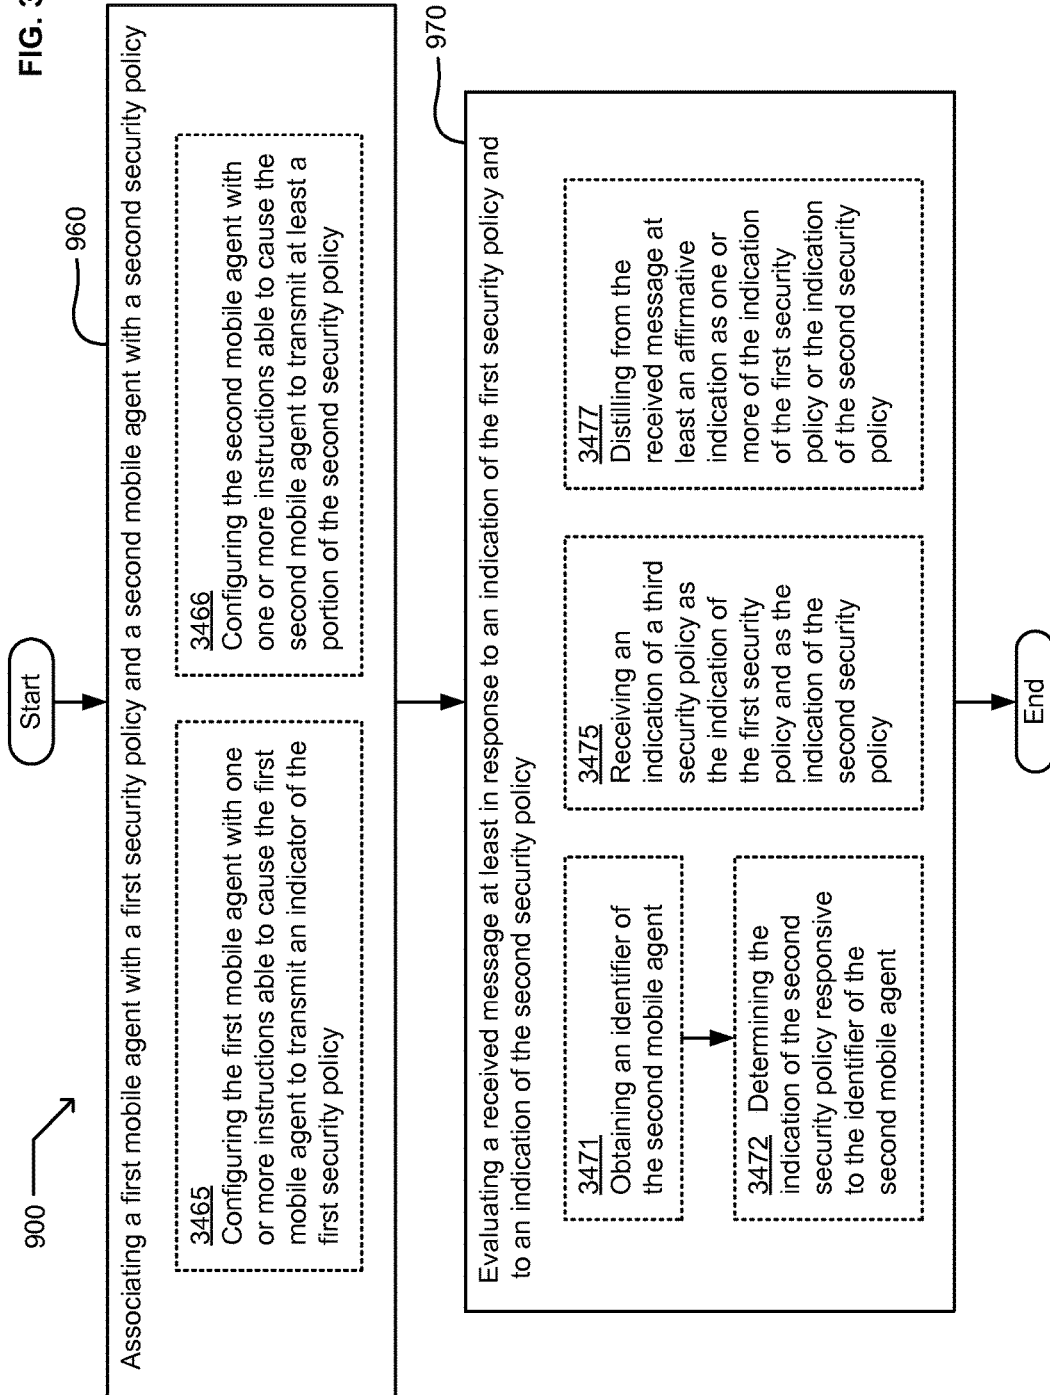 FIG. 3
900
Start
960
Associating a first mobile agent with a first security policy and a second mobile agent with a second security policy
3465
Configuring the first mobile agent with one
or more instructions able to cause the first
mobile agent to transmit an indicator of the
first security policy
3466
Configuring the second mobile agent with
one or more instructions able to cause the
second mobile agent to transmit at least a
portion of the second security policy
970
Evaluating a received message at least in response to an indication of the first security policy and
to an indication of the second security policy
3471
Obtaining an identifier of
the second mobile agent
3472 Determining the
indication of the second
security policy responsive
to the identifier of the
second mobile agent
3475
Receiving an
indication of a third
security policy as
the indication of
the first security
policy and as the
indication of the
second security
policy
3477
Distilling from the
received message at
least an affirmative
indication as one or
more of the indication
of the first security
policy or the indication
of the second security
policy
End